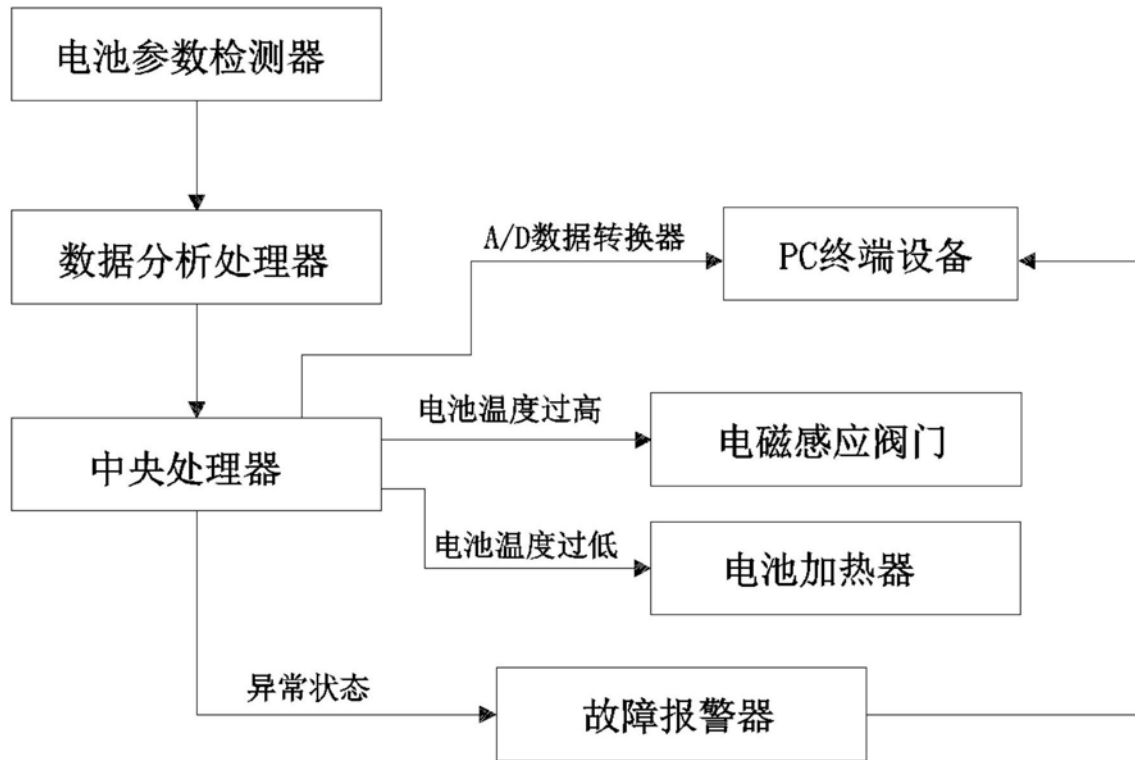 电池参数检测器
数据分析处理器
A/D数据转换器
PC终端设备
电池温度过高
电磁感应阀门
中央处理器
电池温度过低
电池加热器
异常状态
故障报警器